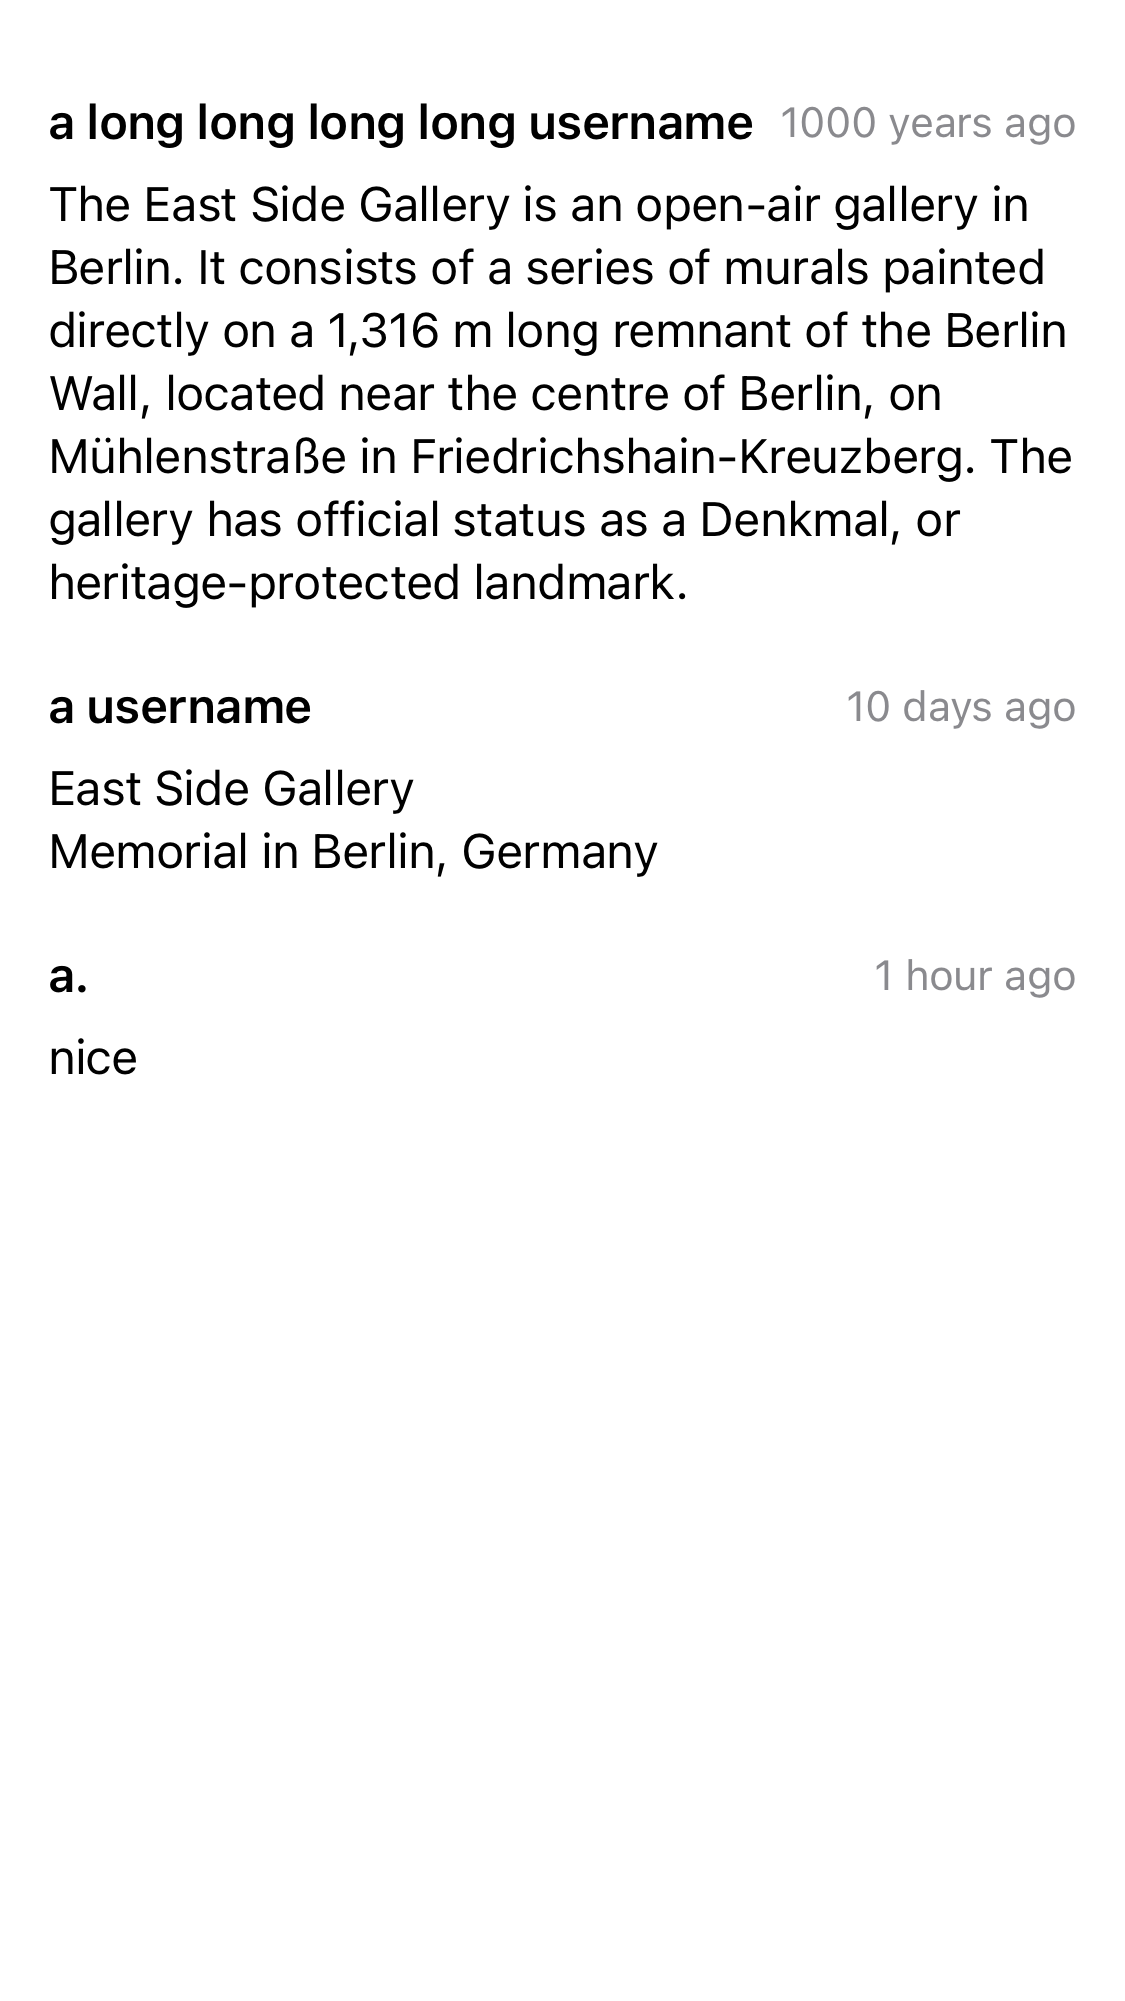 a long long long long username 1000 years ago
The East Side Gallery is an open-air gallery in
Berlin. It consists of a series of murals painted
directly on a 1,316 m long remnant of the Berlin
Wall, located near the centre of Berlin, on
Mühlenstraße in Friedrichshain-Kreuzberg. The
gallery has official status as a Denkmal, or
heritage-protected landmark.
a username 10 days ago
East Side Gallery
Memorial in Berlin, Germany
a. 1 hour ago
nice